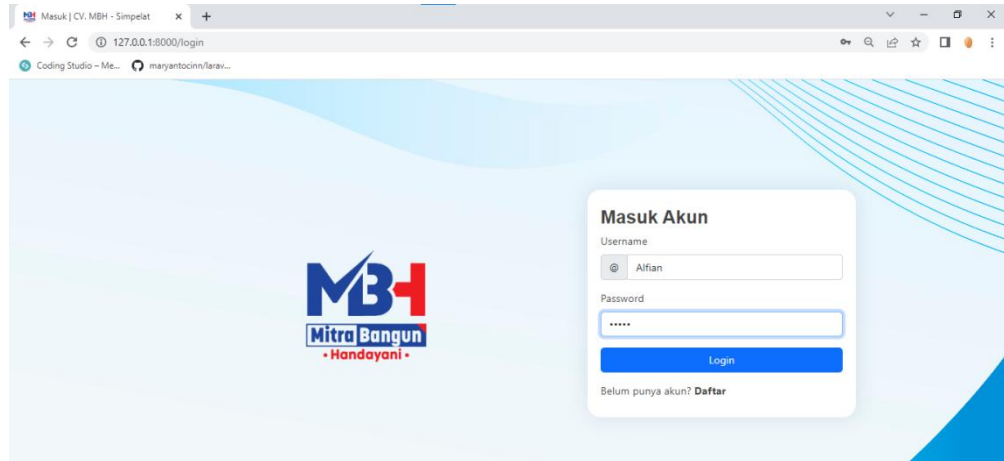 Masuk | CV. MBH - Simpelat
127.0.0.1:8000/login
Coding Studio – Me... maryantocinn/larav...
Masuk Akun
Username
@ Alfian
Password
•••••
Login
Belum punya akun? Daftar
MBH
Mitra Bangun
• Handayani •